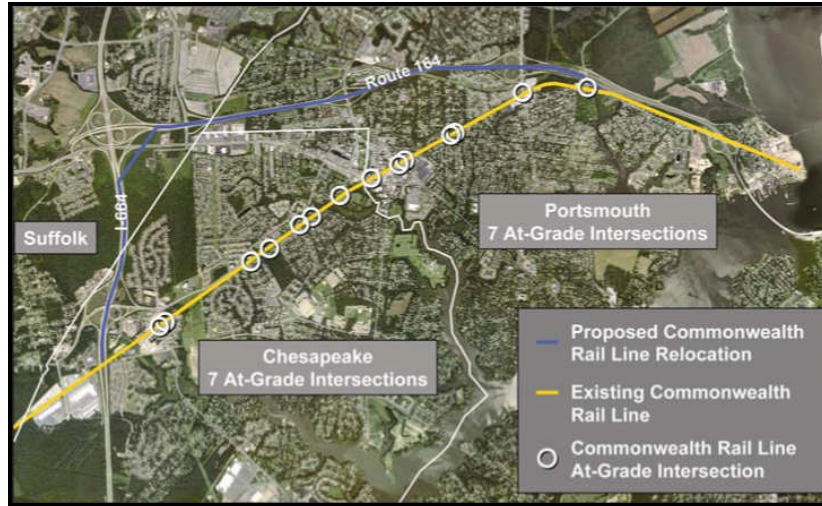 Route 164
I-664
Suffolk
Portsmouth
7 At-Grade Intersections
Chesapeake
7 At-Grade Intersections
Proposed Commonwealth
Rail Line Relocation
Existing Commonwealth
Rail Line
Commonwealth Rail Line
At-Grade Intersection